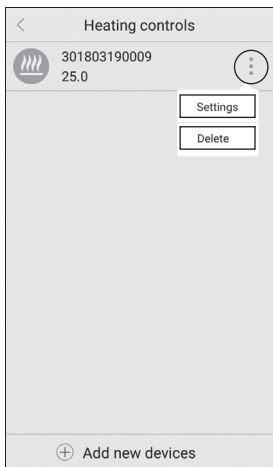 Heating controls
301803190009
25.0
Settings
Delete
Add new devices